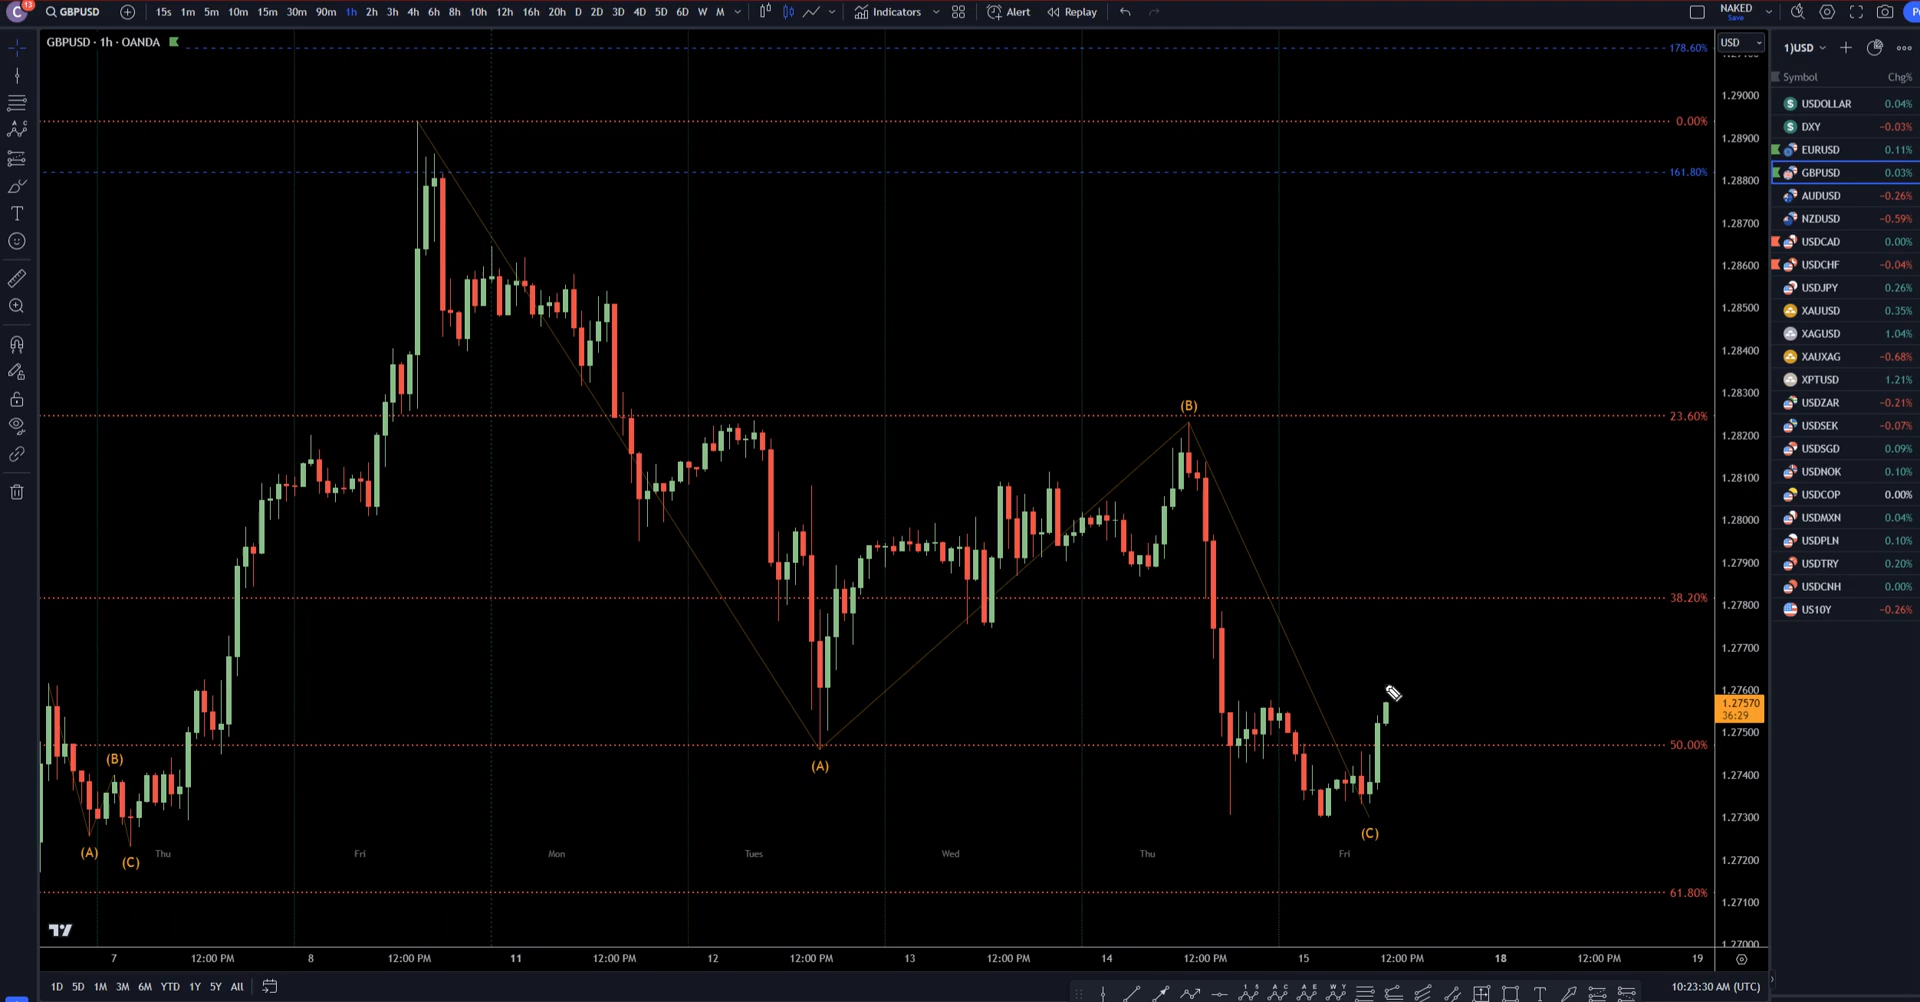 C 13 GBPUSD 15s 1m 5m 10m 15m 30m 90m 1h 2h 3h 4h 6h 8h 10h 12h 16h 20h D 2D 3D 4D 5D 6D W M Indicators Alert Replay NAKED
Save
GBPUSD · 1h · OANDA
178.60%
0.00%
161.80%
(B)
23.60%
38.20%
(B)
50.00%
(A)
(A)
(C)
(C)
Thu Fri Mon Tues Wed Thu Fri
61.80%
USD
1.29000
1.28900
1.28800
1.28700
1.28600
1.28500
1.28400
1.28300
1.28200
1.28100
1.28000
1.27900
1.27800
1.27700
1.27600
1.27570
36:29
1.27500
1.27400
1.27300
1.27200
1.27100
1.27000
7 12:00 PM 8 12:00 PM 11 12:00 PM 12 12:00 PM 13 12:00 PM 14 12:00 PM 15 12:00 PM 18 12:00 PM 19
1D 5D 1M 3M 6M YTD 1Y 5Y All
10:23:30 AM (UTC)
1)USD
Symbol Chg%
USDOLLAR 0.04%
DXY −0.03%
EURUSD 0.11%
GBPUSD 0.03%
AUDUSD −0.26%
NZDUSD −0.59%
USDCAD 0.00%
USDCHF −0.04%
USDJPY 0.26%
XAUUSD 0.35%
XAGUSD 1.04%
XAUXAG −0.68%
XPTUSD 1.21%
USDZAR −0.21%
USDSEK −0.07%
USDSGD 0.09%
USDNOK 0.10%
USDCOP 0.00%
USDMXN 0.04%
USDPLN 0.10%
USDTRY 0.20%
USDCNH 0.00%
US10Y −0.26%